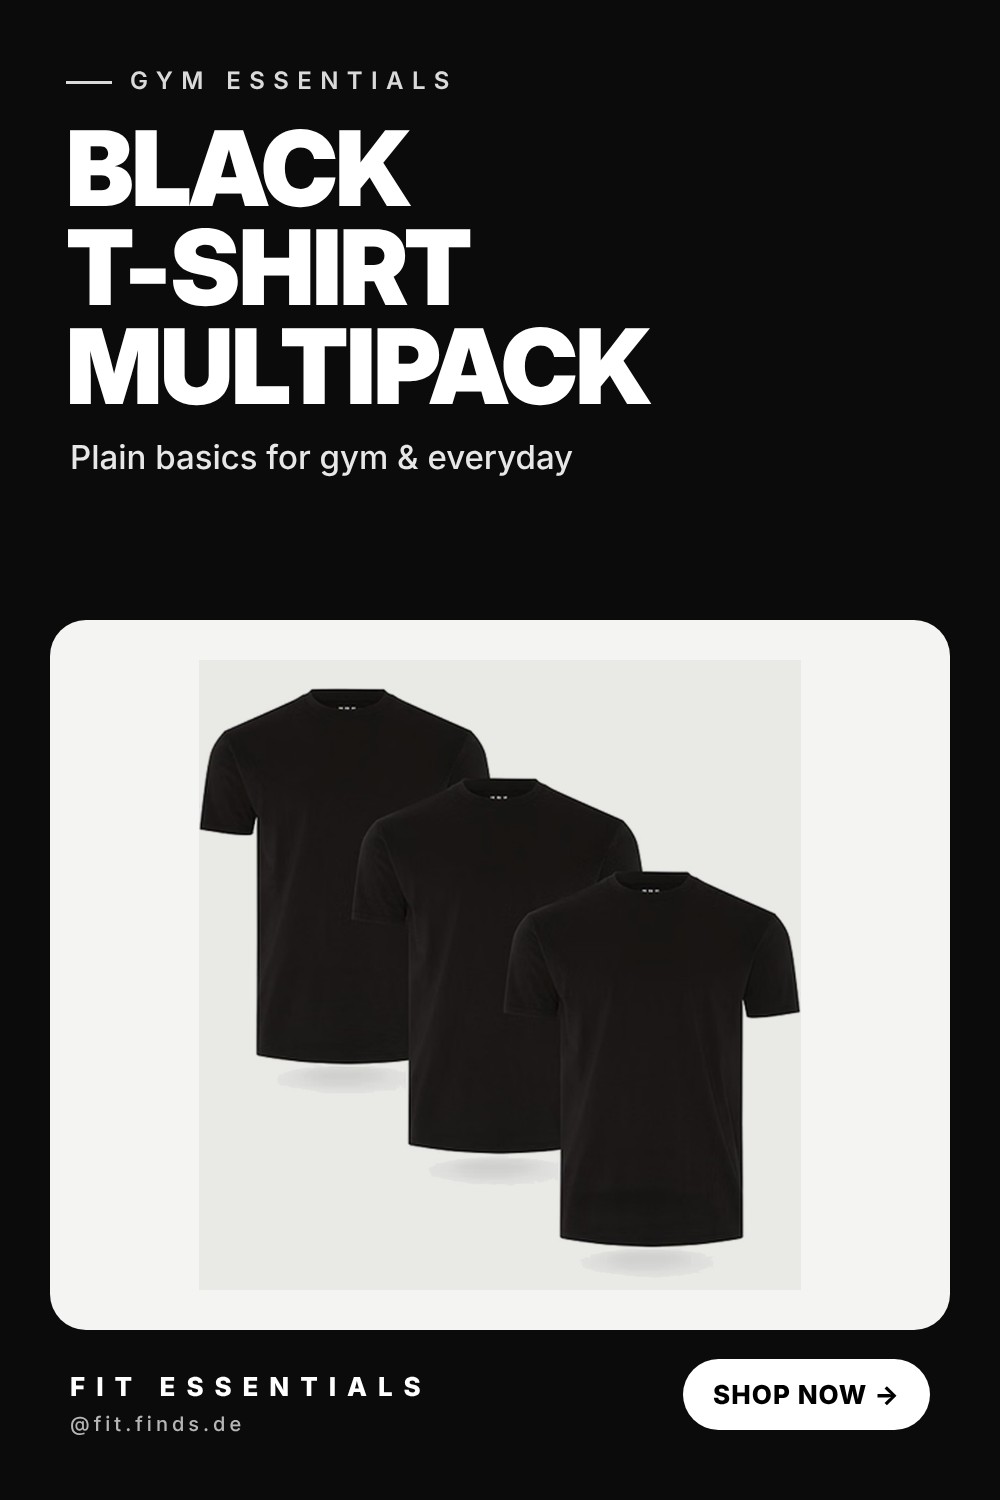 GYM ESSENTIALS
BLACK
T-SHIRT
MULTIPACK
Plain basics for gym & everyday
FIT ESSENTIALS
@fit.finds.de
SHOP NOW →